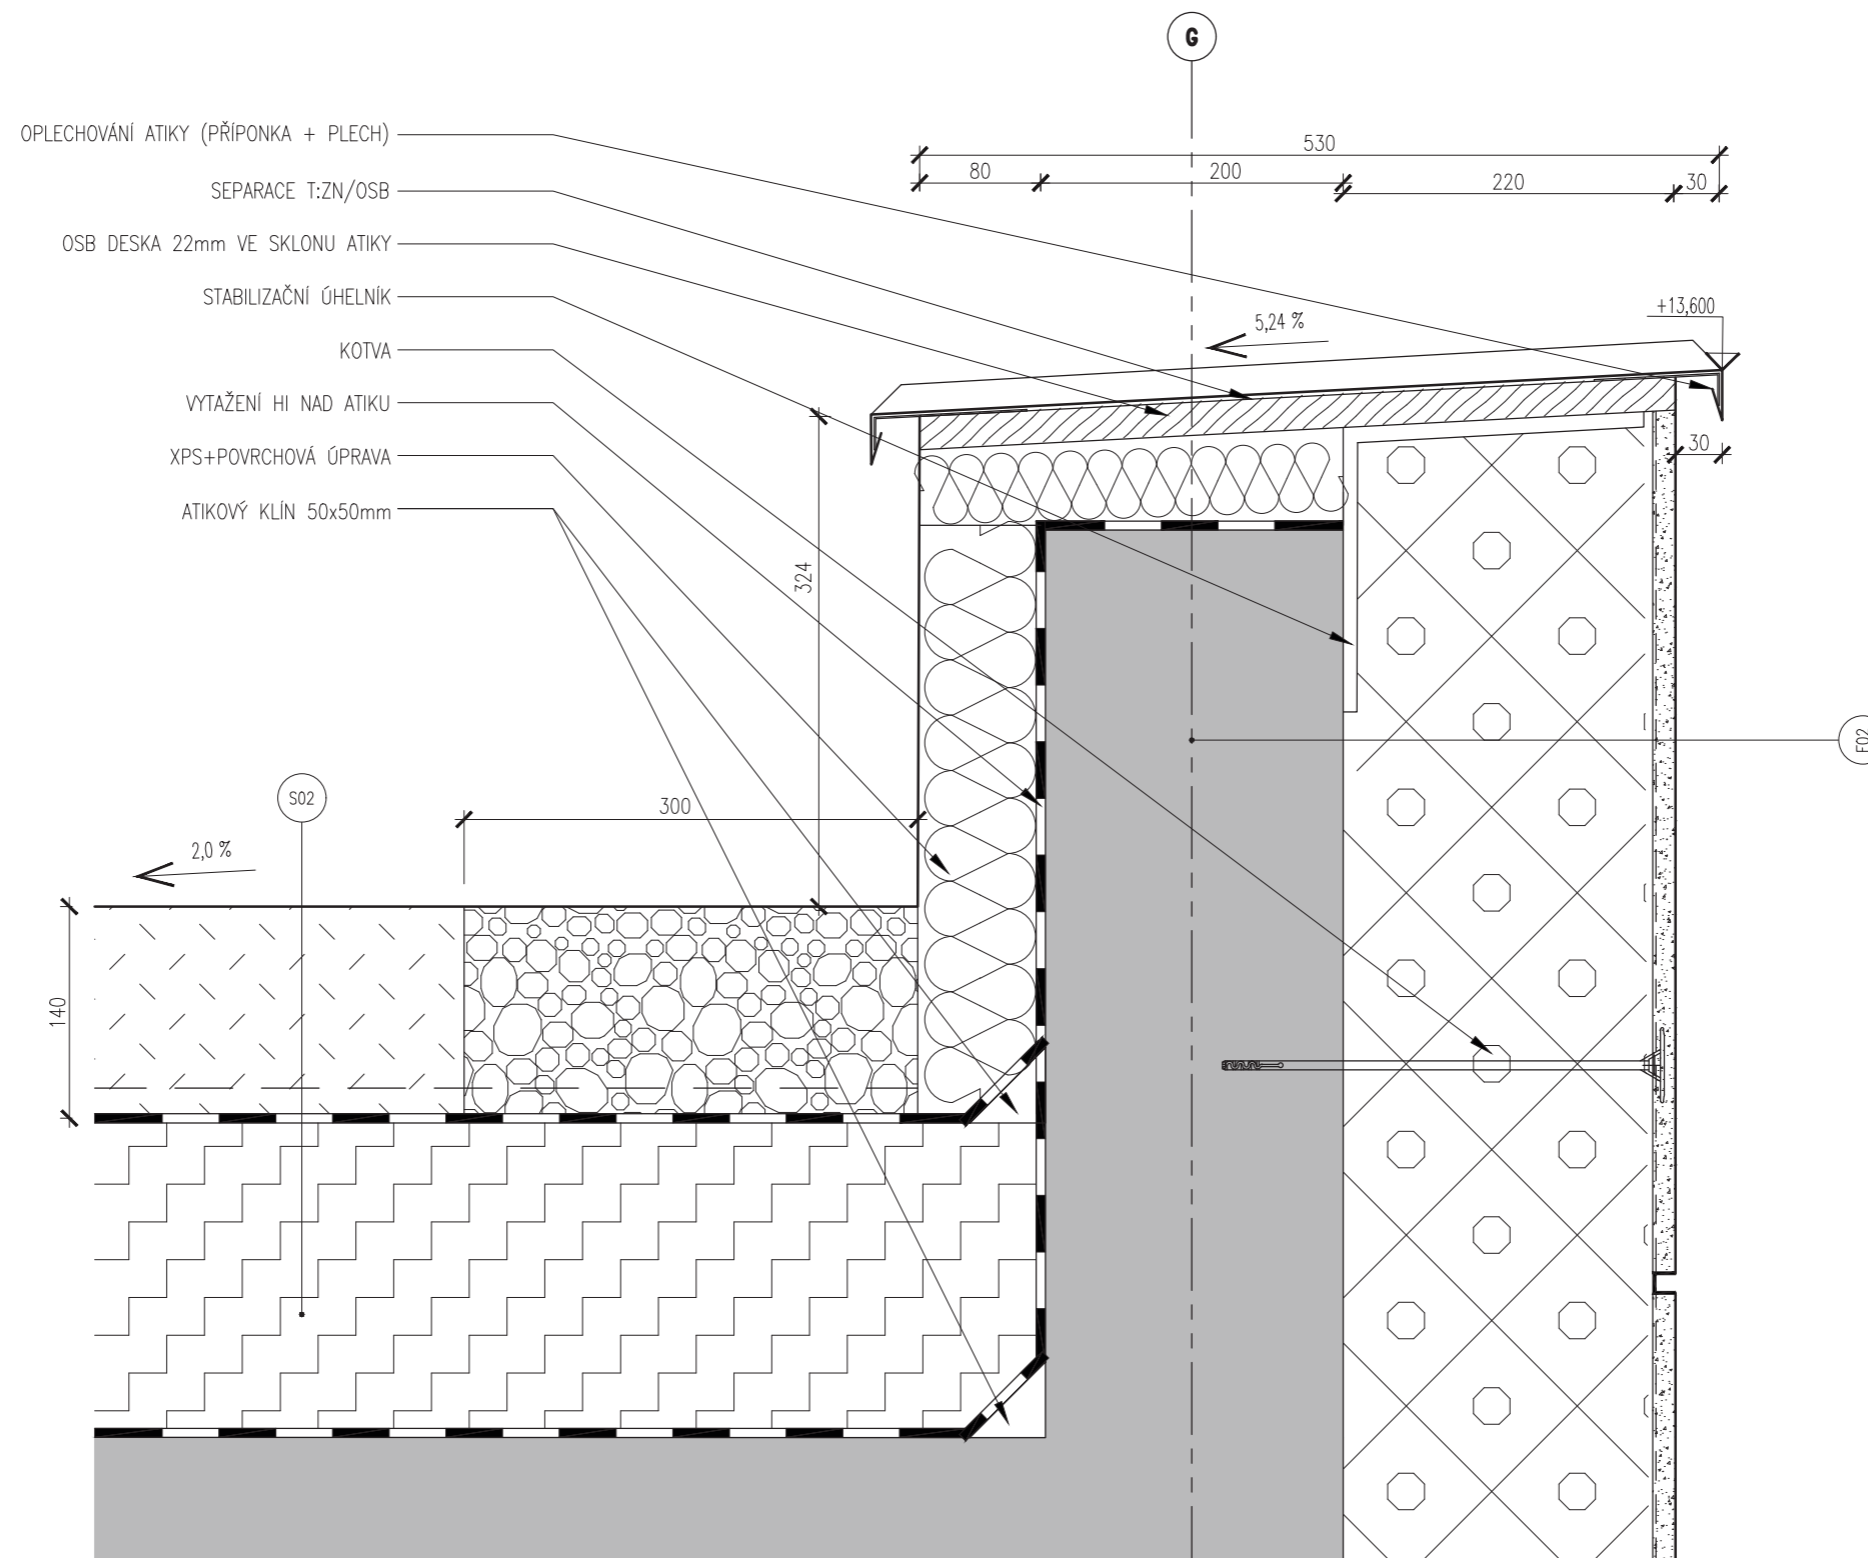 G
OPLECHOVÁNÍ ATIKY (PŘÍPONKA + PLECH)
530
80
200
220
30
SEPARACE T:ZN/OSB
OSB DESKA 22mm VE SKLONU ATIKY
STABILIZAČNÍ ÚHELNÍK
+13,600
5,24 %
KOTVA
VYTAŽENÍ HI NAD ATIKU
30
XPS+POVRCHOVÁ ÚPRAVA
ATIKOVÝ KLÍN 50x50mm
324
F02
S02
300
2,0 %
140